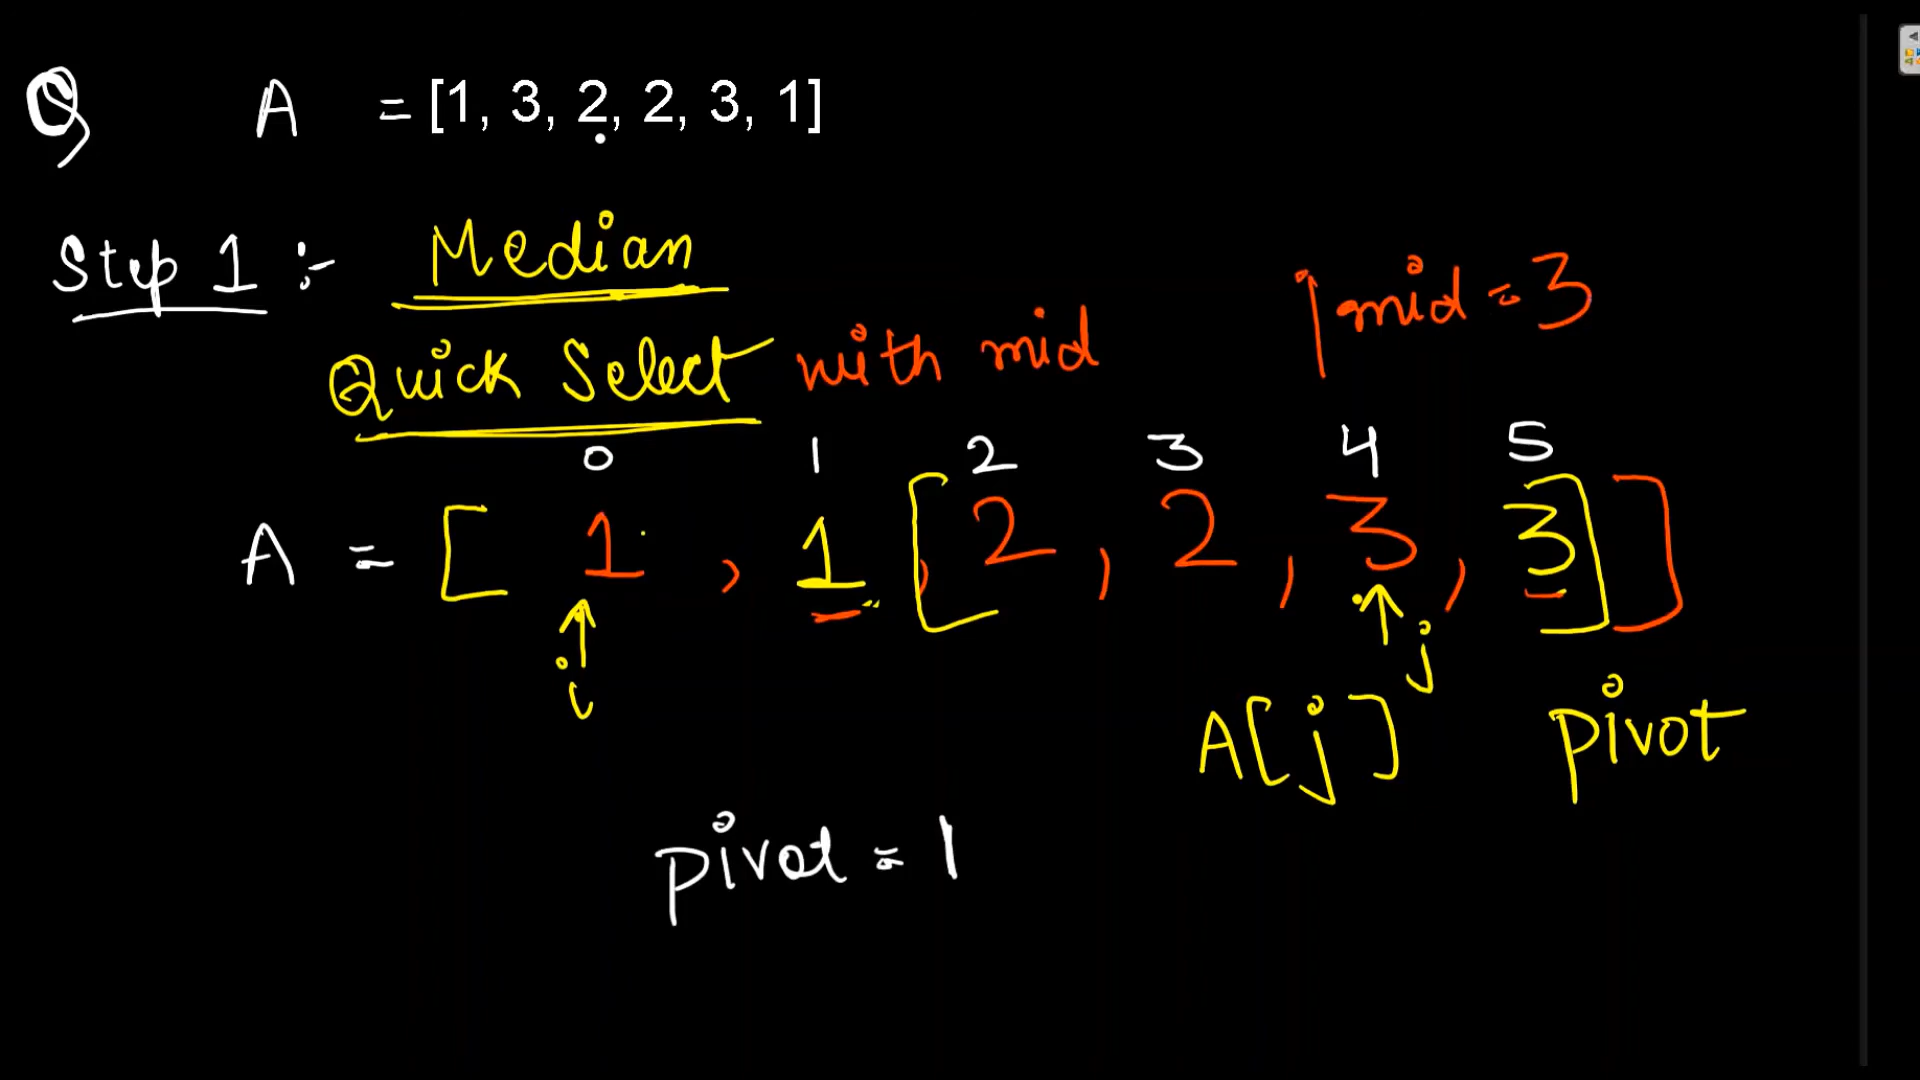 Q A = [1, 3, 2, 2, 3, 1]
Step 1 :- Median
mid = 3
Quick Select with mid
0 1 2 3 4 5
A = [ 1 , 1 [ , 2 , 2 , 3 , 3 ] ]
i j
A[j] pivot
pivot = 1